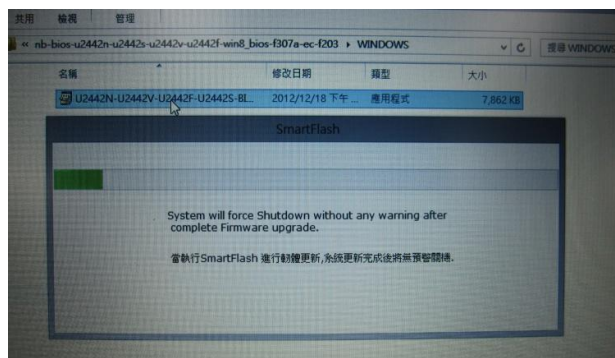 共用 檢視 管理
« nb-bios-u2442n-u2442s-u2442v-u2442f-win8_bios-f307a-ec-f203 ▸ WINDOWS
搜尋 WINDOWS
名稱 修改日期 類型 大小
U2442N-U2442V-U2442F-U2442S-BI... 2012/12/18 下午 ... 應用程式 7,862 KB
SmartFlash
System will force Shutdown without any warning after
complete Firmware upgrade.
當執行SmartFlash 進行韌體更新,系統更新完成後將無預警關機.